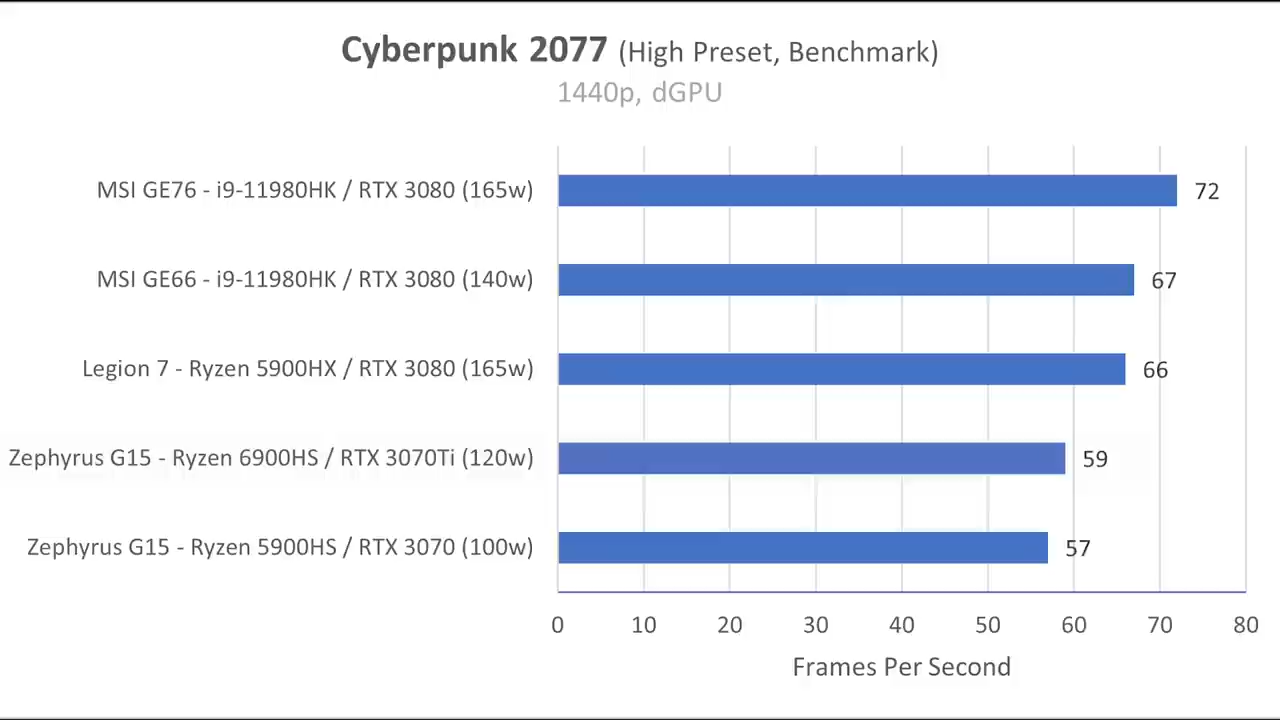 Cyberpunk 2077 (High Preset, Benchmark)
1440p, dGPU
MSI GE76 - i9-11980HK / RTX 3080 (165w)
72
MSI GE66 - i9-11980HK / RTX 3080 (140w)
67
Legion 7 - Ryzen 5900HX / RTX 3080 (165w)
66
Zephyrus G15 - Ryzen 6900HS / RTX 3070Ti (120w)
59
Zephyrus G15 - Ryzen 5900HS / RTX 3070 (100w)
57
0 10 20 30 40 50 60 70 80
Frames Per Second